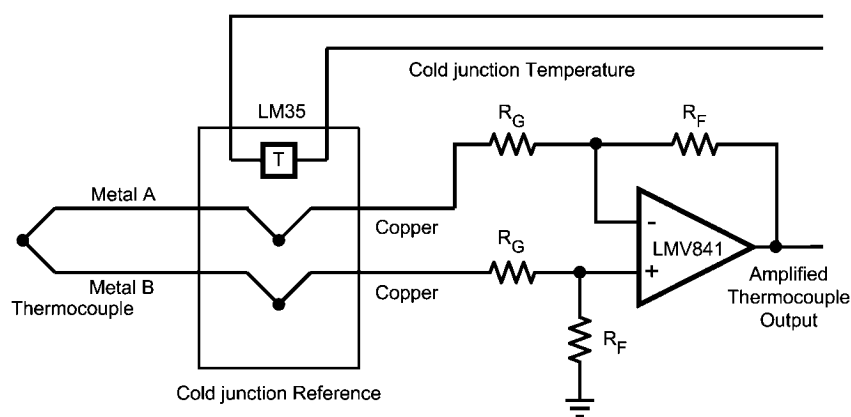 Cold junction Temperature
LM35
T
R_G
R_F
Metal A
Copper
-
LMV841
R_G
+
Metal B
Copper
Thermocouple
Amplified
Thermocouple
Output
R_F
Cold junction Reference